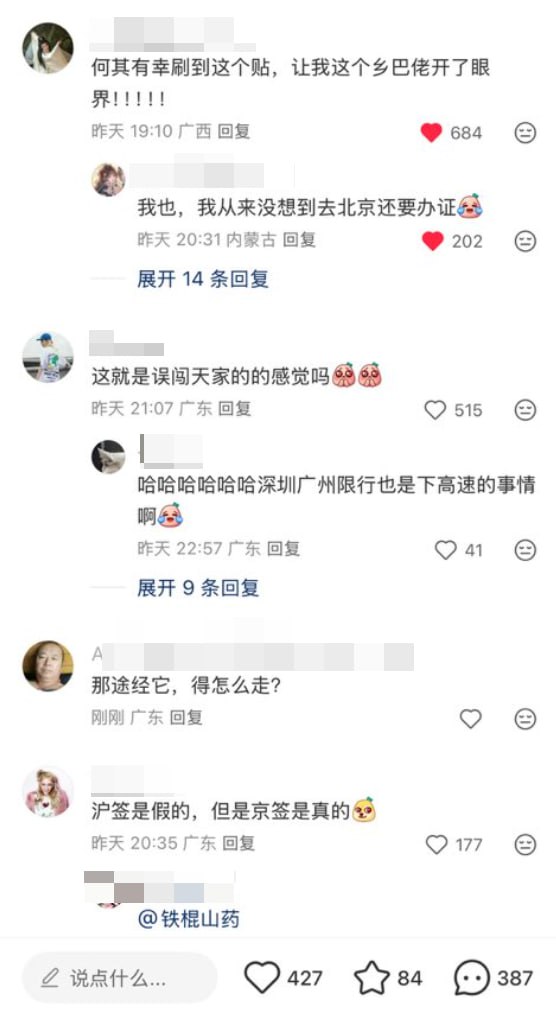 何其有幸刷到这个贴，让我这个乡巴佬开了眼
界！！！！！
昨天 19:10 广西 回复
684
我也，我从来没想到去北京还要办证
昨天 20:31 内蒙古 回复
202
展开 14 条回复
这就是误闯天家的的感觉吗
昨天 21:07 广东 回复
515
哈哈哈哈哈哈深圳广州限行也是下高速的事情
啊
昨天 22:57 广东 回复
41
展开 9 条回复
A
那途经它，得怎么走？
刚刚 广东 回复
沪签是假的，但是京签是真的
昨天 20:35 广东 回复
177
@铁棍山药
说点什么...
427
84
387